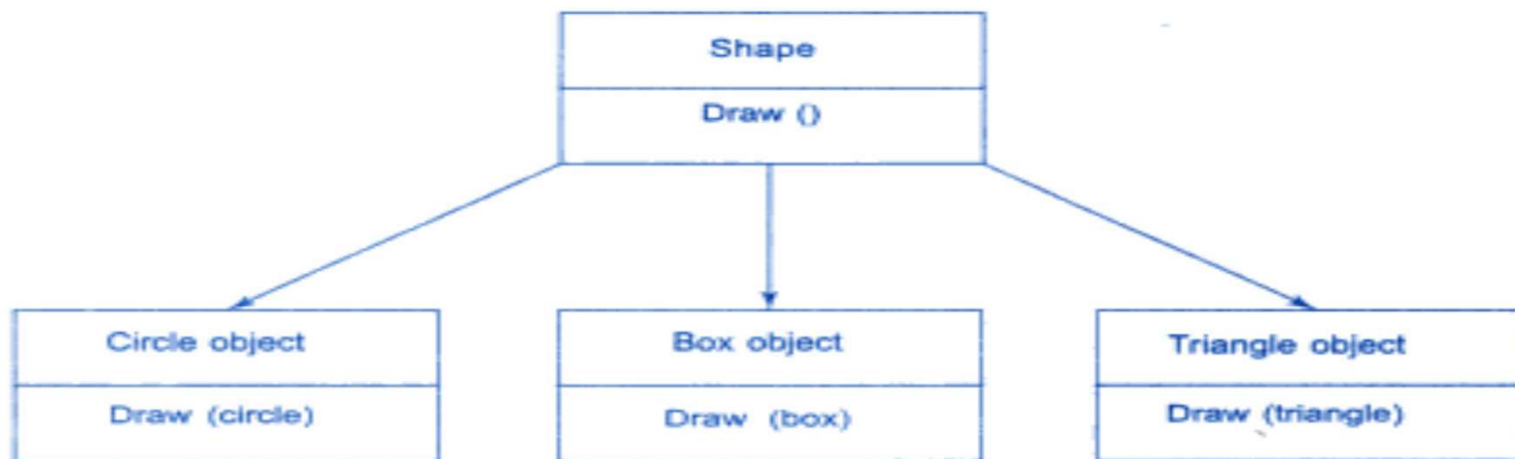 Shape
Draw ()
Circle object
Draw (circle)
Box object
Draw (box)
Triangle object
Draw (triangle)